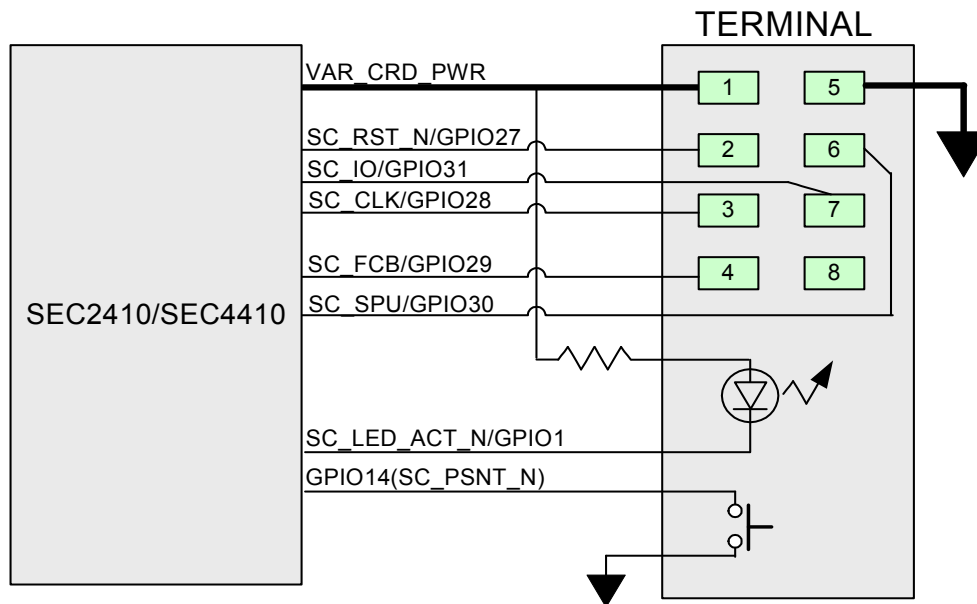 TERMINAL
VAR_CRD_PWR
1
5
SC_RST_N/GPIO27
2
6
SC_IO/GPIO31
7
SC_CLK/GPIO28
3
SC_FCB/GPIO29
4
8
SEC2410/SEC4410
SC_SPU/GPIO30
SC_LED_ACT_N/GPIO1
GPIO14(SC_PSNT_N)